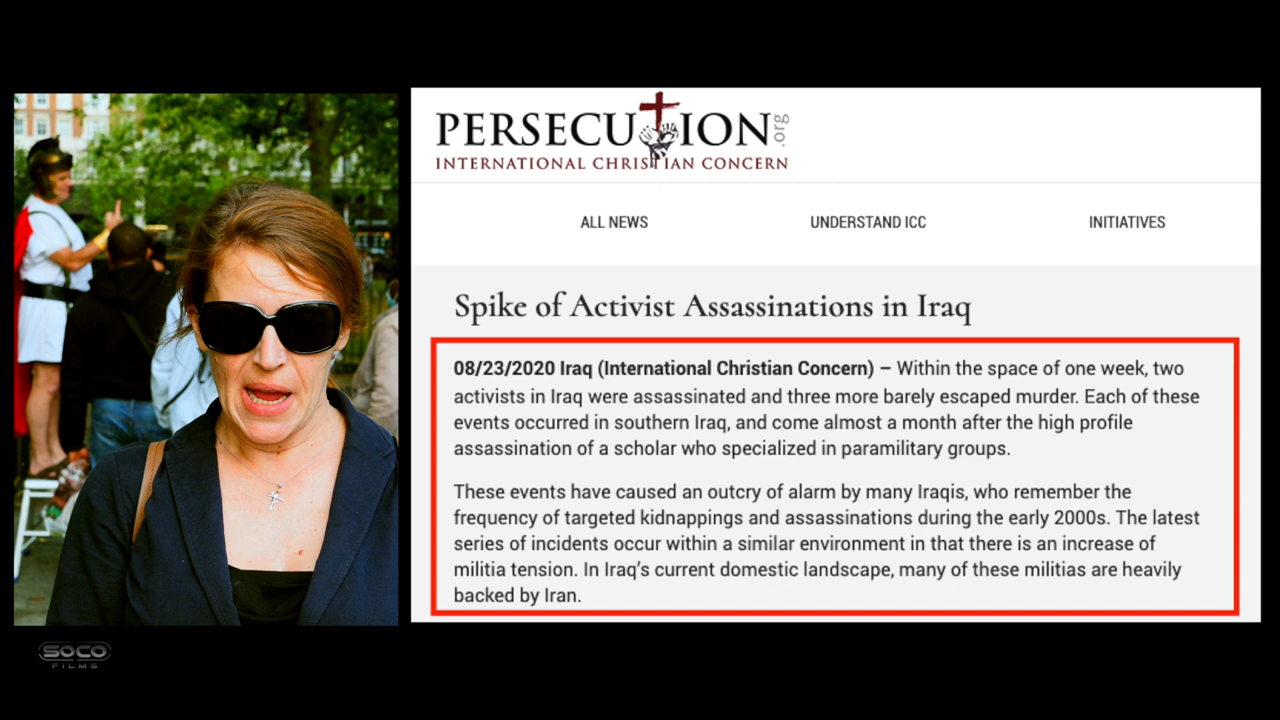 PERSECUTION.org
INTERNATIONAL CHRISTIAN CONCERN
ALL NEWS
UNDERSTAND ICC
INITIATIVES
Spike of Activist Assassinations in Iraq
08/23/2020 Iraq (International Christian Concern) – Within the space of one week, two
activists in Iraq were assassinated and three more barely escaped murder. Each of these
events occurred in southern Iraq, and come almost a month after the high profile
assassination of a scholar who specialized in paramilitary groups.
These events have caused an outcry of alarm by many Iraqis, who remember the
frequency of targeted kidnappings and assassinations during the early 2000s. The latest
series of incidents occur within a similar environment in that there is an increase of
militia tension. In Iraq's current domestic landscape, many of these militias are heavily
backed by Iran.
SOCO
FILMS